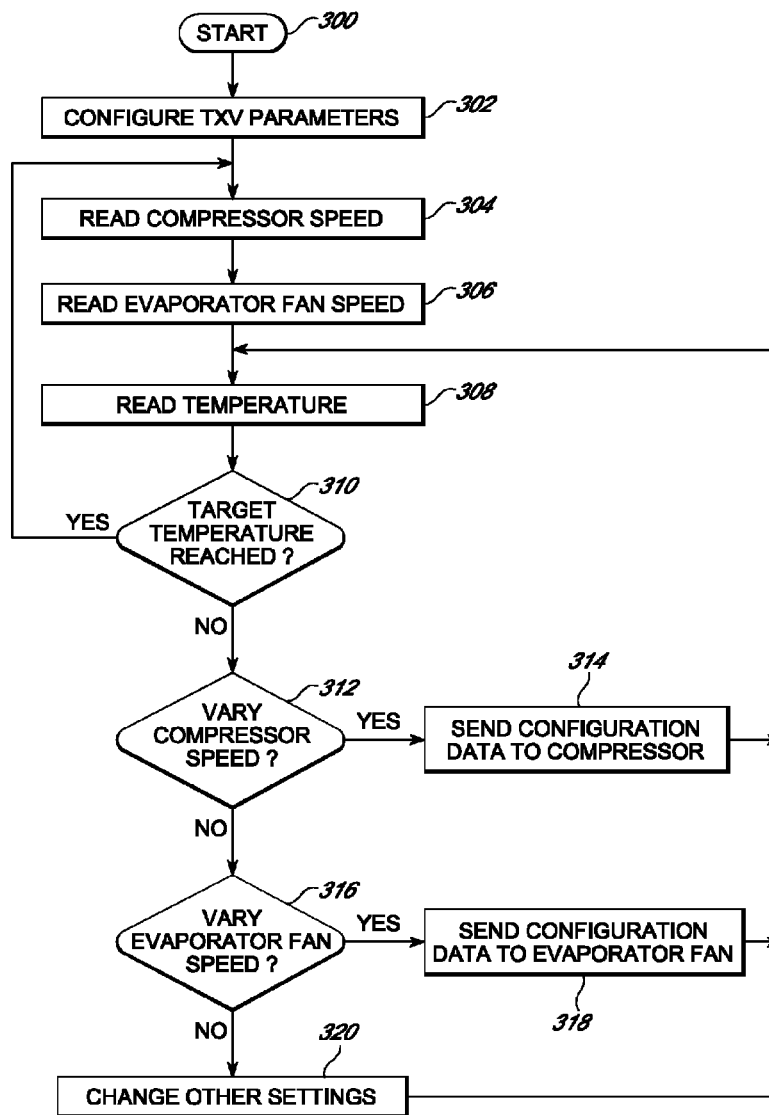 START
300
CONFIGURE TXV PARAMETERS
302
READ COMPRESSOR SPEED
304
READ EVAPORATOR FAN SPEED
306
READ TEMPERATURE
308
310
TARGET
TEMPERATURE
REACHED ?
YES
NO
312
VARY
COMPRESSOR
SPEED ?
YES
314
SEND CONFIGURATION
DATA TO COMPRESSOR
NO
316
VARY
EVAPORATOR FAN
SPEED ?
YES
SEND CONFIGURATION
DATA TO EVAPORATOR FAN
318
NO
320
CHANGE OTHER SETTINGS